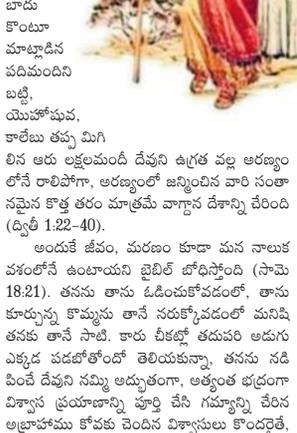 బాదు
కొంటూ
మాట్లాడిన
పదిమందిని
బట్టి,
యెహోషువ,
కాలేబు తప్ప మిగి
లిన ఆరు లక్షలమందీ దేవుని ఉగ్రత వల్ల అరణ్యం
లోనే రాలిపోగా, అరణ్యంలో జన్మించిన వారి సంతా
నమైన కొత్త తరం మాత్రమే వాగ్దాన దేశాన్ని చేరింది
(ద్వితీ 1:22–40).
అందుకే జీవం, మరణం కూడా మన నాలుక
వశంలోనే ఉంటాయని బైబిల్ బోధిస్తోంది (సామె
18:21). తనను తాను ఓడించుకోవడంలో, తాను
కూర్చున్న కొమ్మను తానే నరుక్కోవడంలో మనిషి
తనకు తానే సాటి. కారు చీకట్లో తదుపరి అడుగు
ఎక్కడ పడబోతోందో తెలియకున్నా, తనను నడి
పించే దేవుని నమ్మి అద్భుతంగా, అత్యంత భద్రంగా
విశ్వాస ప్రయాణాన్ని పూర్తి చేసి గమ్యాన్ని చేరిన
అబ్రాహాము కోవకు చెందిన విశ్వాసులు కొందరైతే,